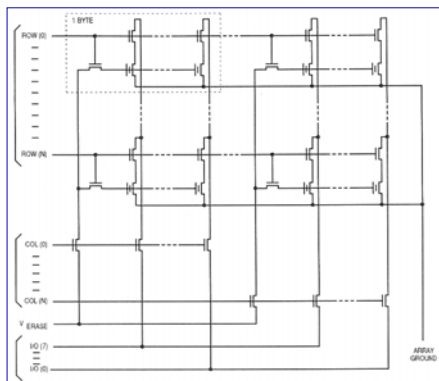 1 BYTE
ROW (0)
ROW (N)
COL (0)
COL (N)
V ERASE
I/O (7)
I/O (0)
ARRAY
GROUND